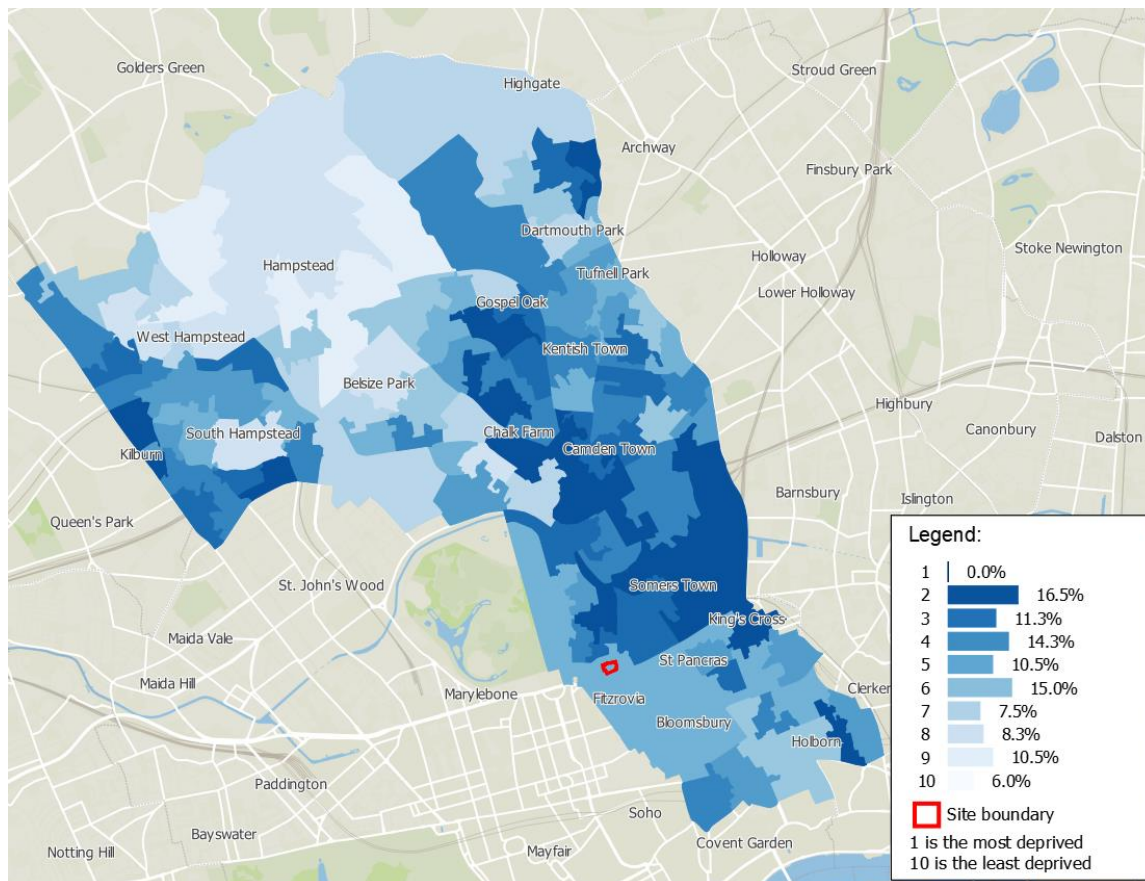 Golders Green
Highgate
Stroud Green
Archway
Finsbury Park
Dartmouth Park
Stoke Newington
Holloway
Hampstead
Tufnell Park
Lower Holloway
Gospel Oak
West Hampstead
Kentish Town
Belsize Park
Highbury
Canonbury
Dalston
South Hampstead
Chalk Farm
Camden Town
Kilburn
Barnsbury
Islington
Queen's Park
St. John's Wood
Somers Town
King's Cross
Maida Vale
St Pancras
Maida Hill
Marylebone
Fitzrovia
Clerker
Bloomsbury
Holborn
Paddington
Soho
Bayswater
Covent Garden
Notting Hill
Mayfair
Legend:
1 0.0%
2 16.5%
3 11.3%
4 14.3%
5 10.5%
6 15.0%
7 7.5%
8 8.3%
9 10.5%
10 6.0%
Site boundary
1 is the most deprived
10 is the least deprived